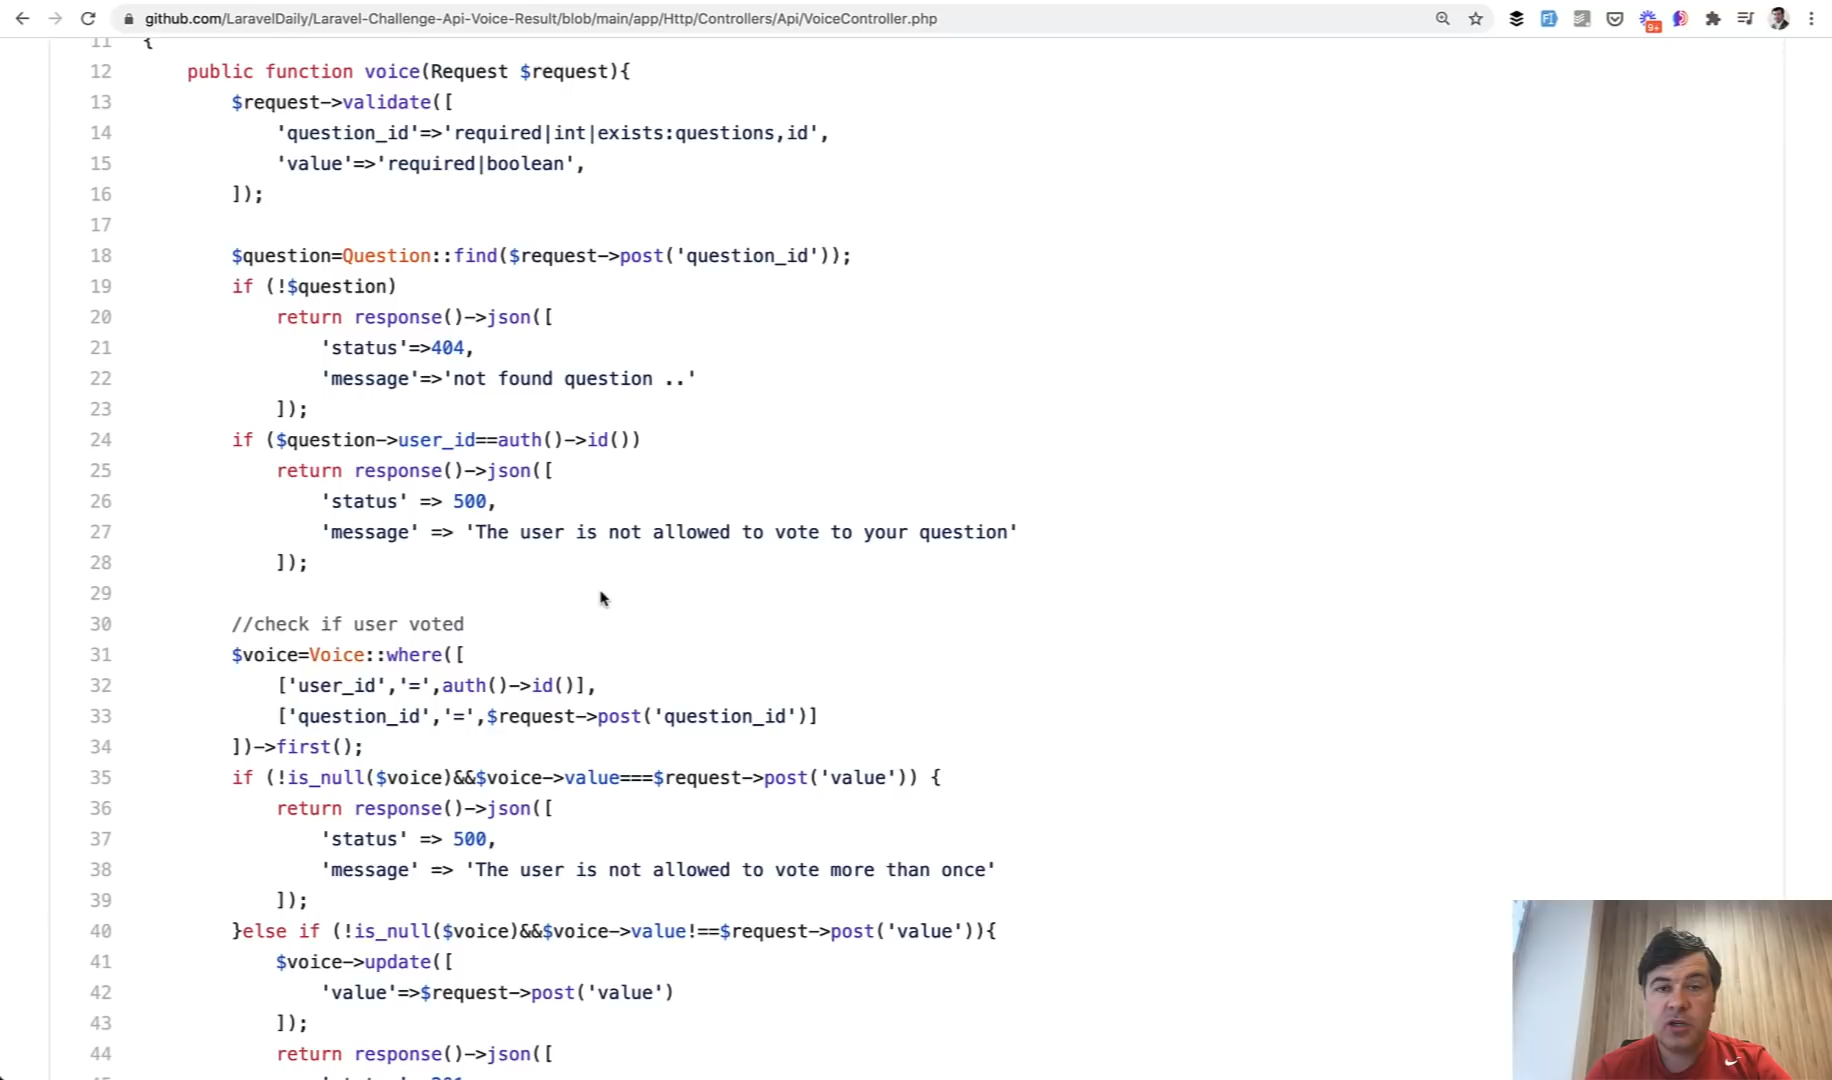 github.com/LaravelDaily/Laravel-Challenge-Api-Voice-Result/blob/main/app/Http/Controllers/Api/VoiceController.php
9+
11 {
12 public function voice(Request $request){
13 $request->validate([
14 'question_id'=>'required|int|exists:questions,id',
15 'value'=>'required|boolean',
16 ]);
17
18 $question=Question::find($request->post('question_id'));
19 if (!$question)
20 return response()->json([
21 'status'=>404,
22 'message'=>'not found question ..'
23 ]);
24 if ($question->user_id==auth()->id())
25 return response()->json([
26 'status' => 500,
27 'message' => 'The user is not allowed to vote to your question'
28 ]);
29
30 //check if user voted
31 $voice=Voice::where([
32 ['user_id','=',auth()->id()],
33 ['question_id','=',$request->post('question_id')]
34 ])->first();
35 if (!is_null($voice)&&$voice->value===$request->post('value')) {
36 return response()->json([
37 'status' => 500,
38 'message' => 'The user is not allowed to vote more than once'
39 ]);
40 }else if (!is_null($voice)&&$voice->value!==$request->post('value')){
41 $voice->update([
42 'value'=>$request->post('value')
43 ]);
44 return response()->json([